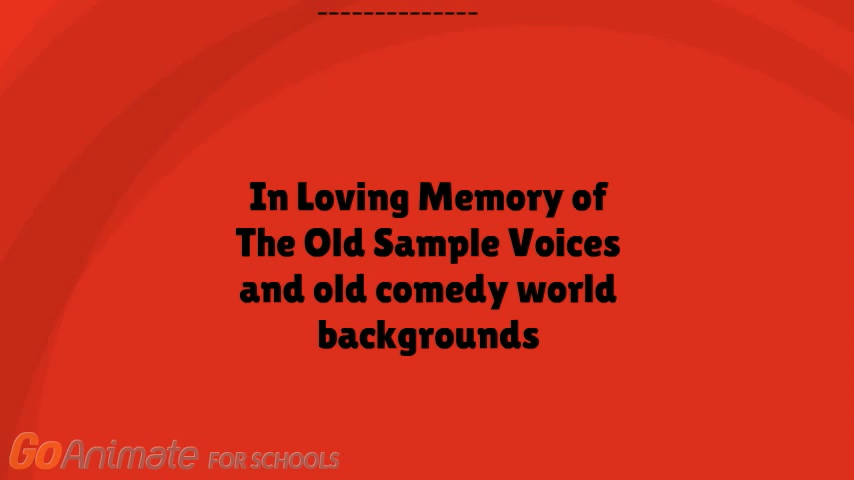 --------------
In Loving Memory of
The Old Sample Voices
and old comedy world
backgrounds
GoAnimate FOR SCHOOLS